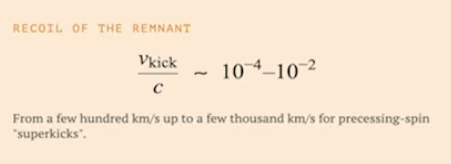 RECOIL OF THE REMNANT
vkick/c ~ 10⁻⁴–10⁻²
From a few hundred km/s up to a few thousand km/s for precessing-spin
"superkicks".